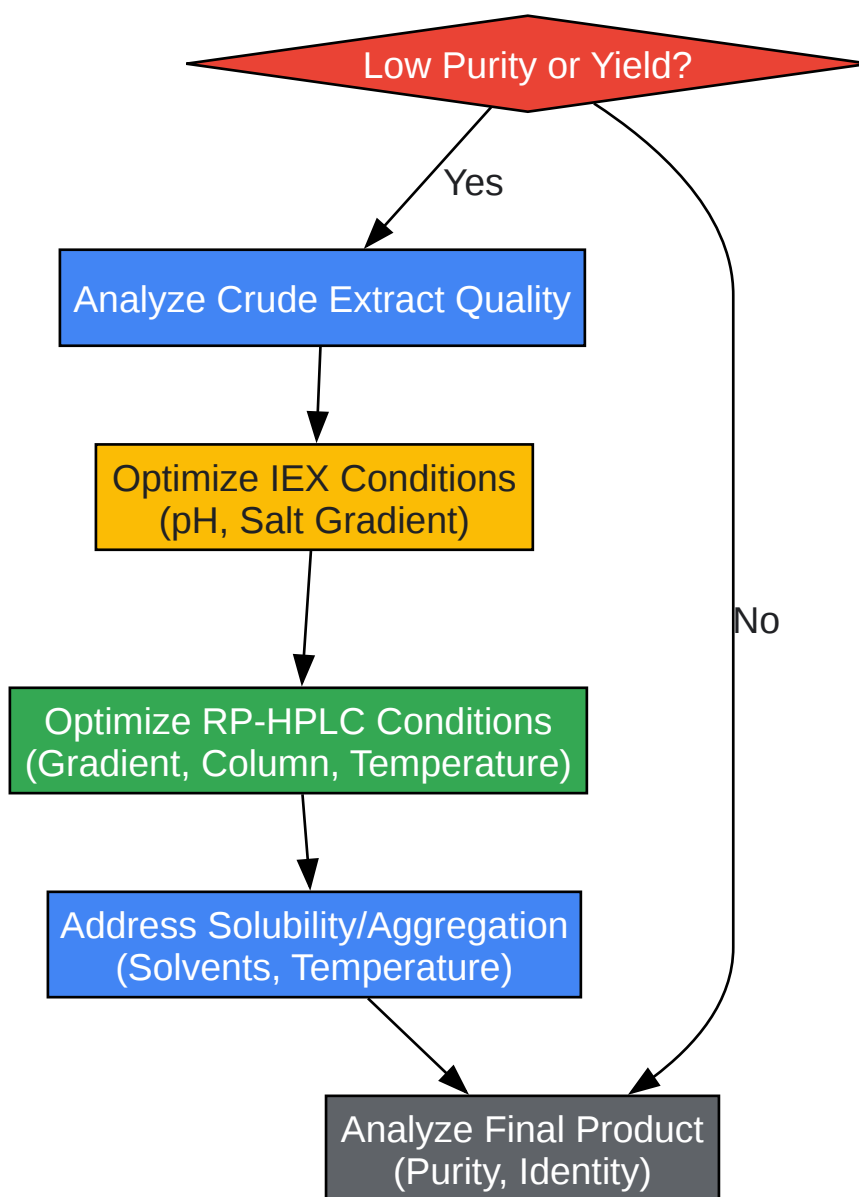 Low Purity or Yield?
Yes
Analyze Crude Extract Quality
Optimize IEX Conditions
(pH, Salt Gradient)
No
Optimize RP-HPLC Conditions
(Gradient, Column, Temperature)
Address Solubility/Aggregation
(Solvents, Temperature)
Analyze Final Product
(Purity, Identity)